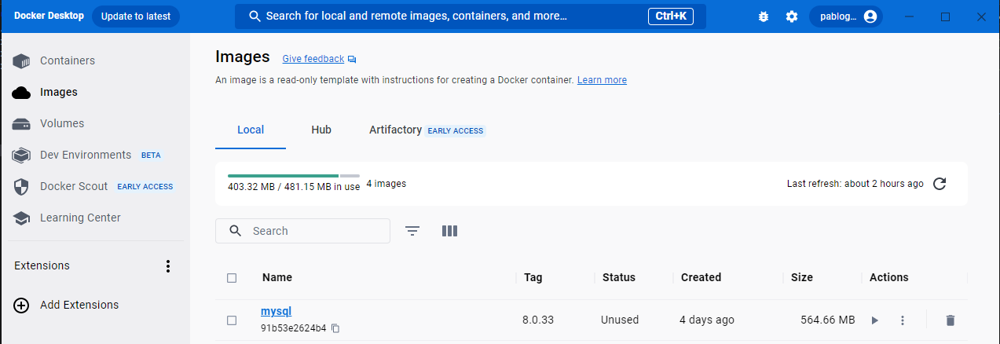 Docker Desktop Update to latest Search for local and remote images, containers, and more... Ctrl+K pablog...
Containers
Images
Volumes
Dev Environments BETA
Docker Scout EARLY ACCESS
Learning Center
Extensions
Add Extensions
Images Give feedback
An image is a read-only template with instructions for creating a Docker container. Learn more
Local Hub Artifactory EARLY ACCESS
403.32 MB / 481.15 MB in use 4 images Last refresh: about 2 hours ago
Search
Name Tag Status Created Size Actions
mysql 8.0.33 Unused 4 days ago 564.66 MB
91b53e2624b4